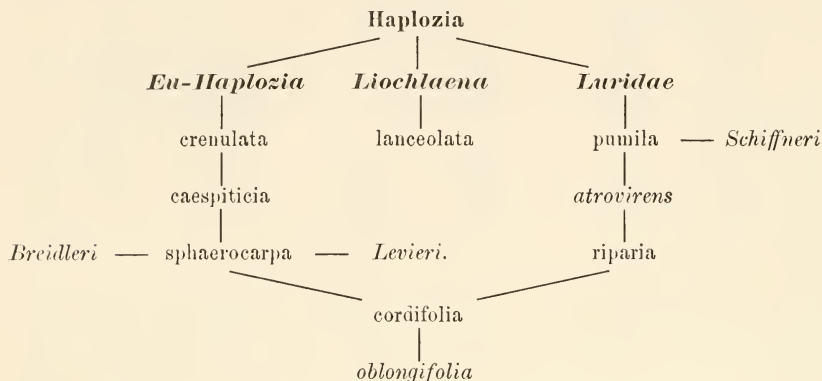 Haplozia
Eu-Haplozia Liochlaena Luridae
crenulata lanceolata pumila — Schiffneri
caespiticia atrovirens
Breidleri — sphaerocarpa — Levieri. riparia
cordifolia
oblongifolia